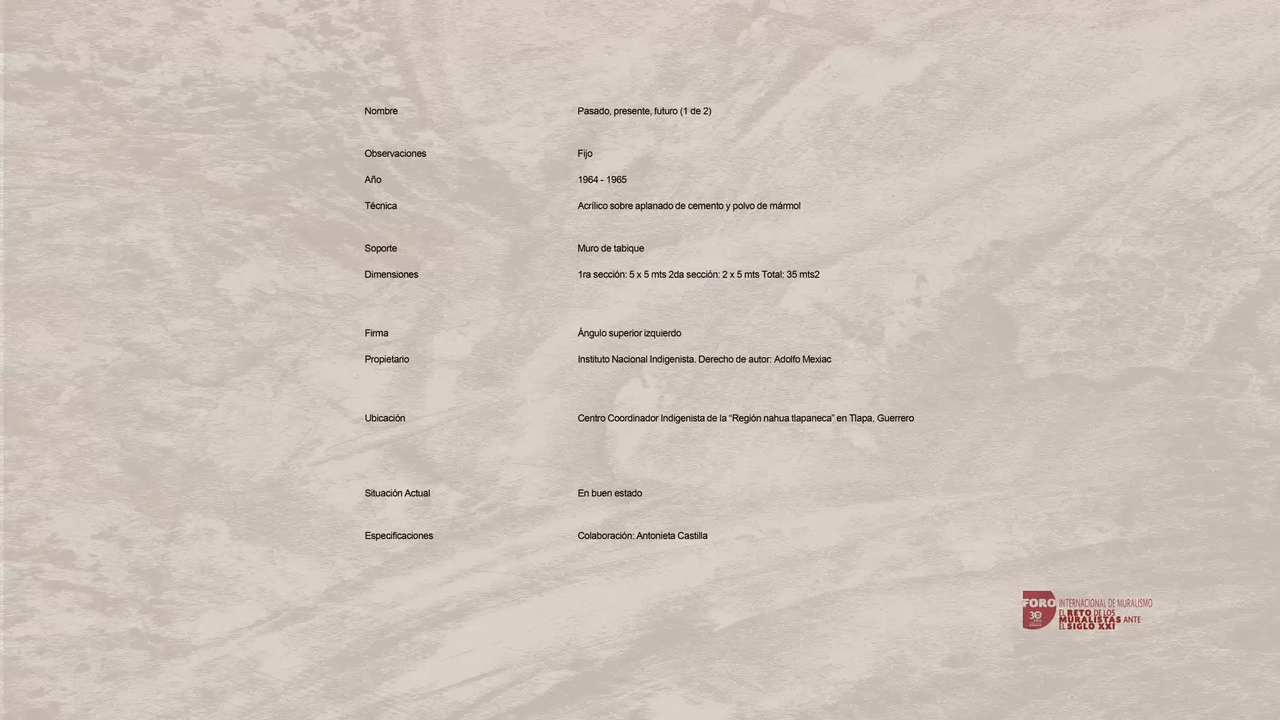 Nombre Pasado, presente, futuro (1 de 2)
Observaciones Fijo
Año 1964 - 1965
Técnica Acrílico sobre aplanado de cemento y polvo de mármol
Soporte Muro de tabique
Dimensiones 1ra sección: 5 x 5 mts 2da sección: 2 x 5 mts Total: 35 mts2
Firma Ángulo superior izquierdo
Propietario Instituto Nacional Indigenista. Derecho de autor: Adolfo Mexiac
Ubicación Centro Coordinador Indigenista de la “Región nahua tlapaneca” en Tlapa, Guerrero
Situación Actual En buen estado
Especificaciones Colaboración: Antonieta Castilla
FORO INTERNACIONAL DE MURALISMO
30
EL RETO DE LOS
MURALISTAS ANTE
EL SIGLO XXI